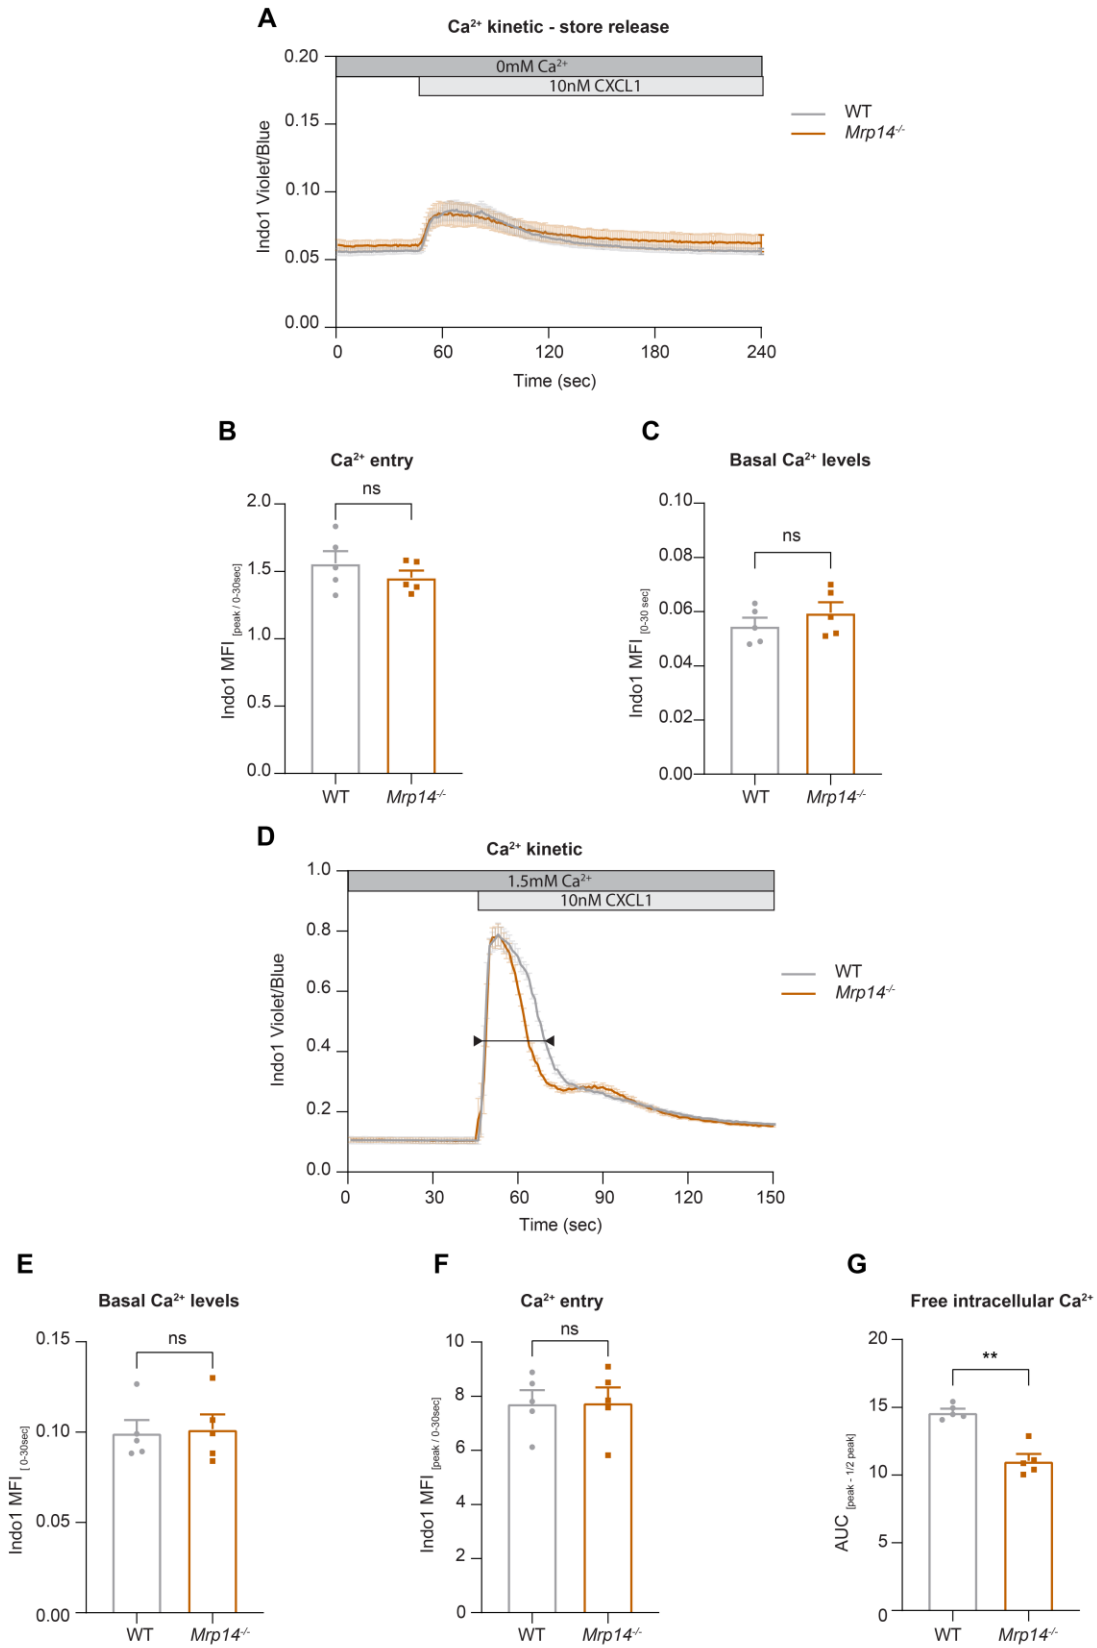 A
Ca²⁺ kinetic - store release
0.20
0mM Ca²⁺
10nM CXCL1
WT
Mrp14⁻/⁻
0.15
0.10
0.05
0.00
Indo1 Violet/Blue
0 60 120 180 240
Time (sec)
B
Ca²⁺ entry
ns
2.0
1.5
1.0
0.5
0.0
Indo1 MFI [peak / 0-30sec]
WT Mrp14⁻/⁻
C
Basal Ca²⁺ levels
ns
0.10
0.08
0.06
0.04
0.02
0.00
Indo1 MFI [0-30 sec]
WT Mrp14⁻/⁻
D
Ca²⁺ kinetic
1.0
1.5mM Ca²⁺
10nM CXCL1
WT
Mrp14⁻/⁻
0.8
0.6
0.4
0.2
0.0
Indo1 Violet/Blue
0 30 60 90 120 150
Time (sec)
E
Basal Ca²⁺ levels
ns
0.15
0.10
0.05
0.00
Indo1 MFI [ 0-30sec]
WT Mrp14⁻/⁻
F
Ca²⁺ entry
ns
10
8
6
4
2
0
Indo1 MFI [peak / 0-30sec]
WT Mrp14⁻/⁻
G
Free intracellular Ca²⁺
**
20
15
10
5
0
AUC [peak - 1/2 peak]
WT Mrp14⁻/⁻